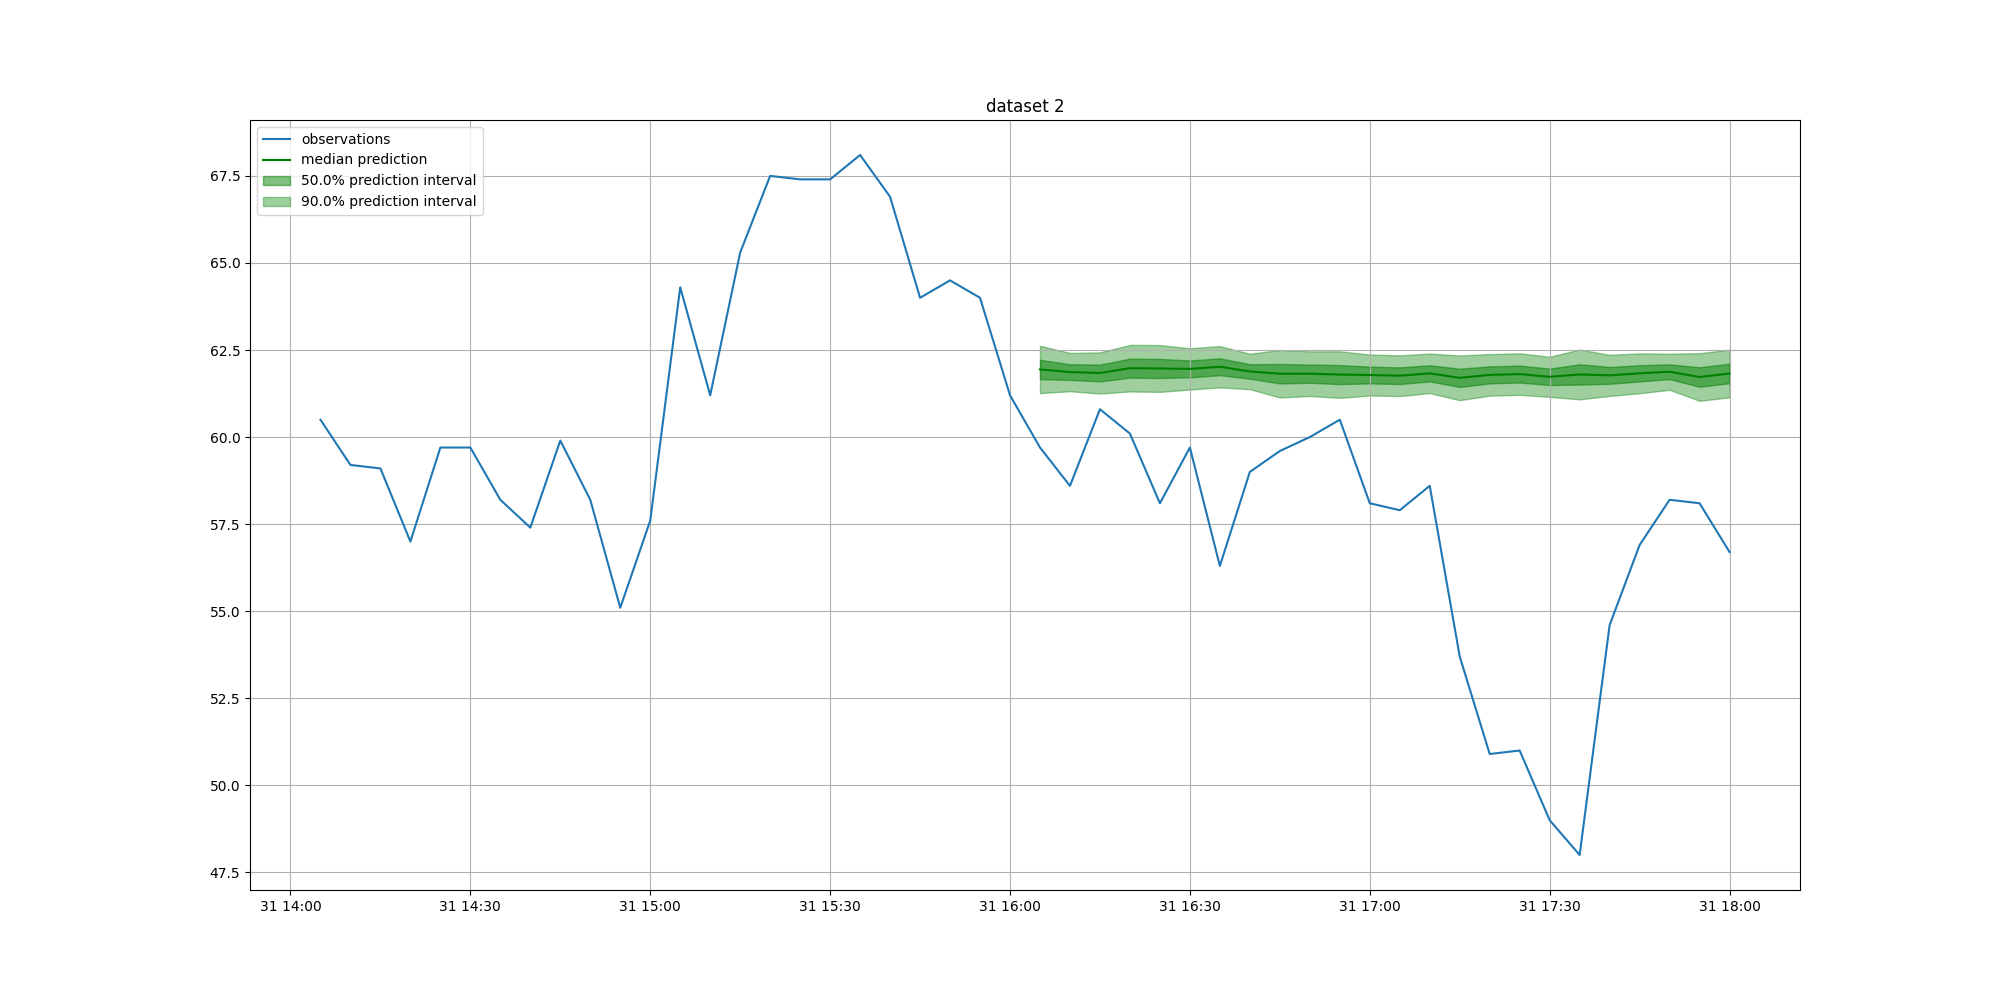 dataset 2
observations
median prediction
50.0% prediction interval
90.0% prediction interval
67.5
65.0
62.5
60.0
57.5
55.0
52.5
50.0
47.5
31 14:00 31 14:30 31 15:00 31 15:30 31 16:00 31 16:30 31 17:00 31 17:30 31 18:00